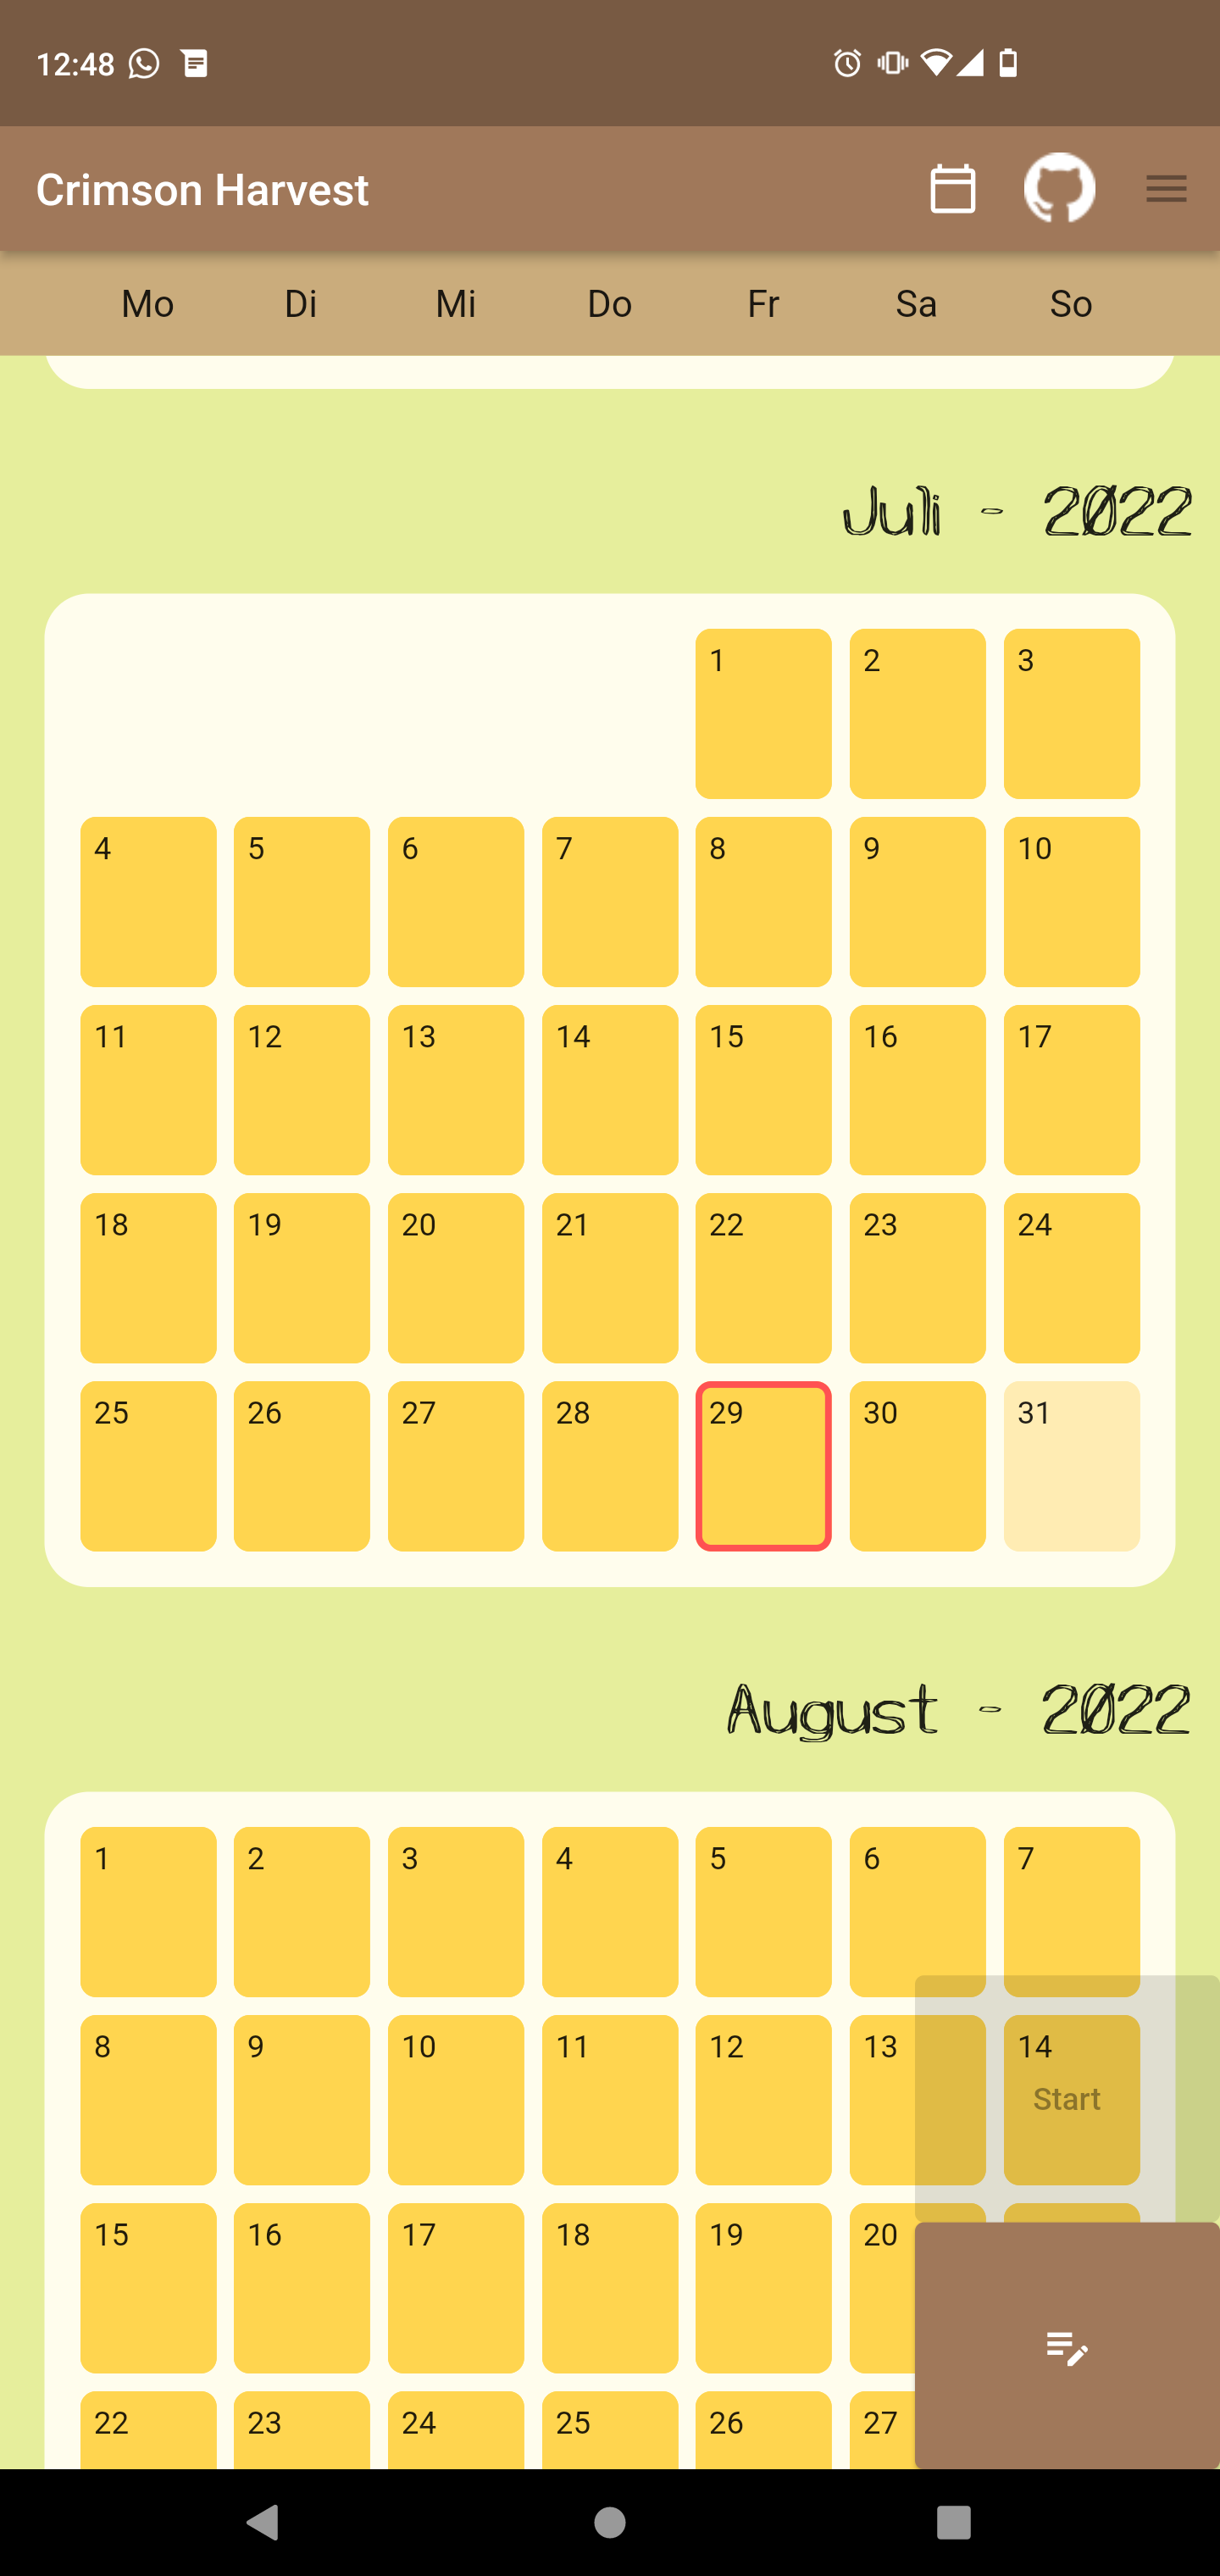 12:48
Crimson Harvest
Mo Di Mi Do Fr Sa So
Juli - 2022
1 2 3
4 5 6 7 8 9 10
11 12 13 14 15 16 17
18 19 20 21 22 23 24
25 26 27 28 29 30 31
August - 2022
1 2 3 4 5 6 7
8 9 10 11 12 13 14
Start
15 16 17 18 19 20
22 23 24 25 26 27